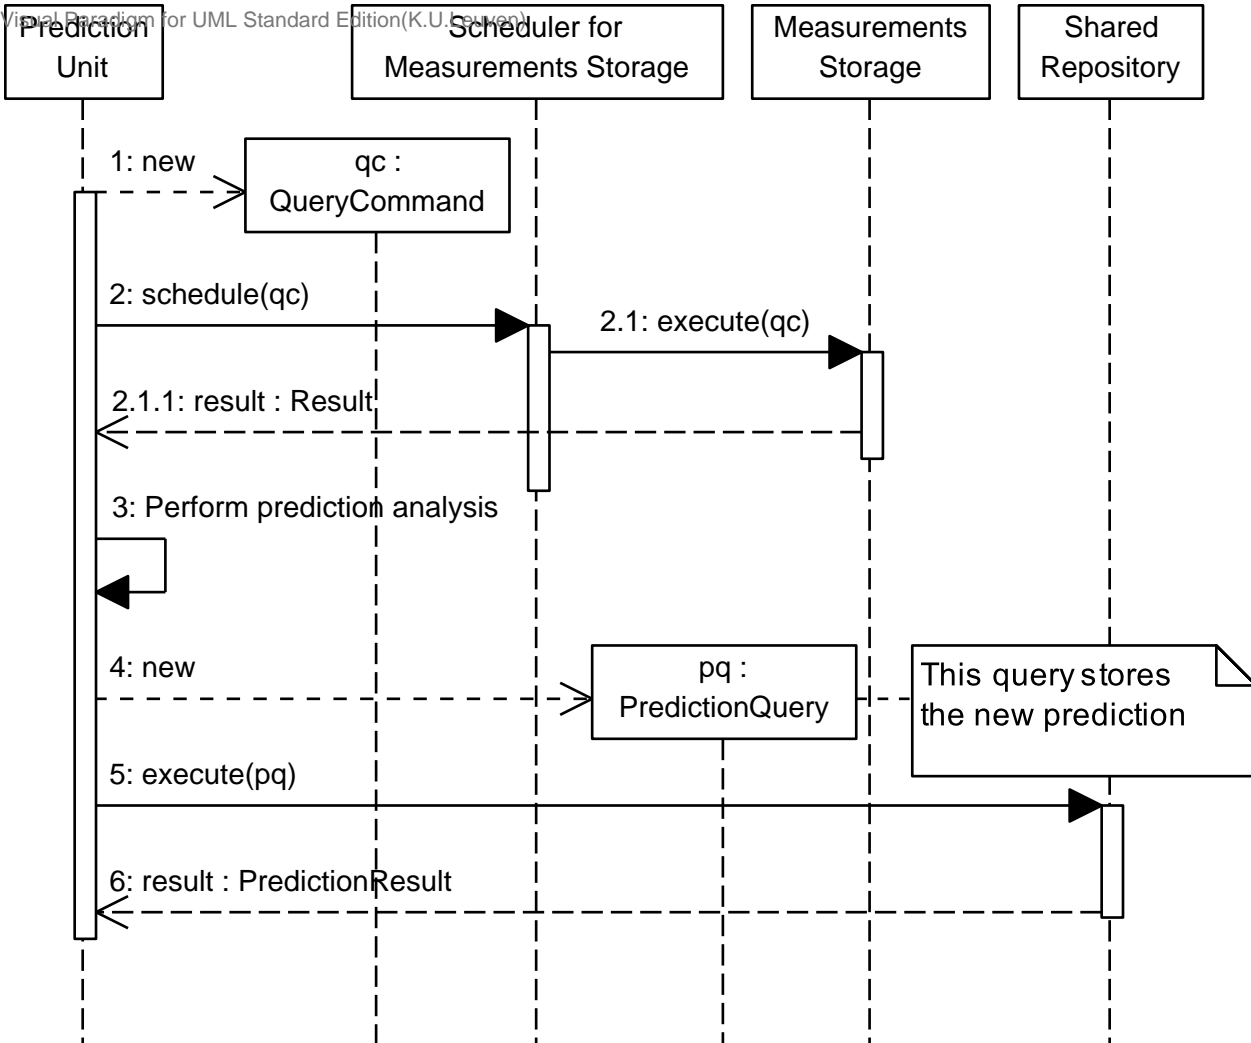 Visual Paradigm for UML Standard Edition(K.U.Leuven)
Prediction
Unit
Scheduler for
Measurements Storage
Measurements
Storage
Shared
Repository
1: new
qc :
QueryCommand
2: schedule(qc)
2.1: execute(qc)
2.1.1: result : Result
3: Perform prediction analysis
4: new
pq :
PredictionQuery
This query stores
the new prediction
5: execute(pq)
6: result : PredictionResult